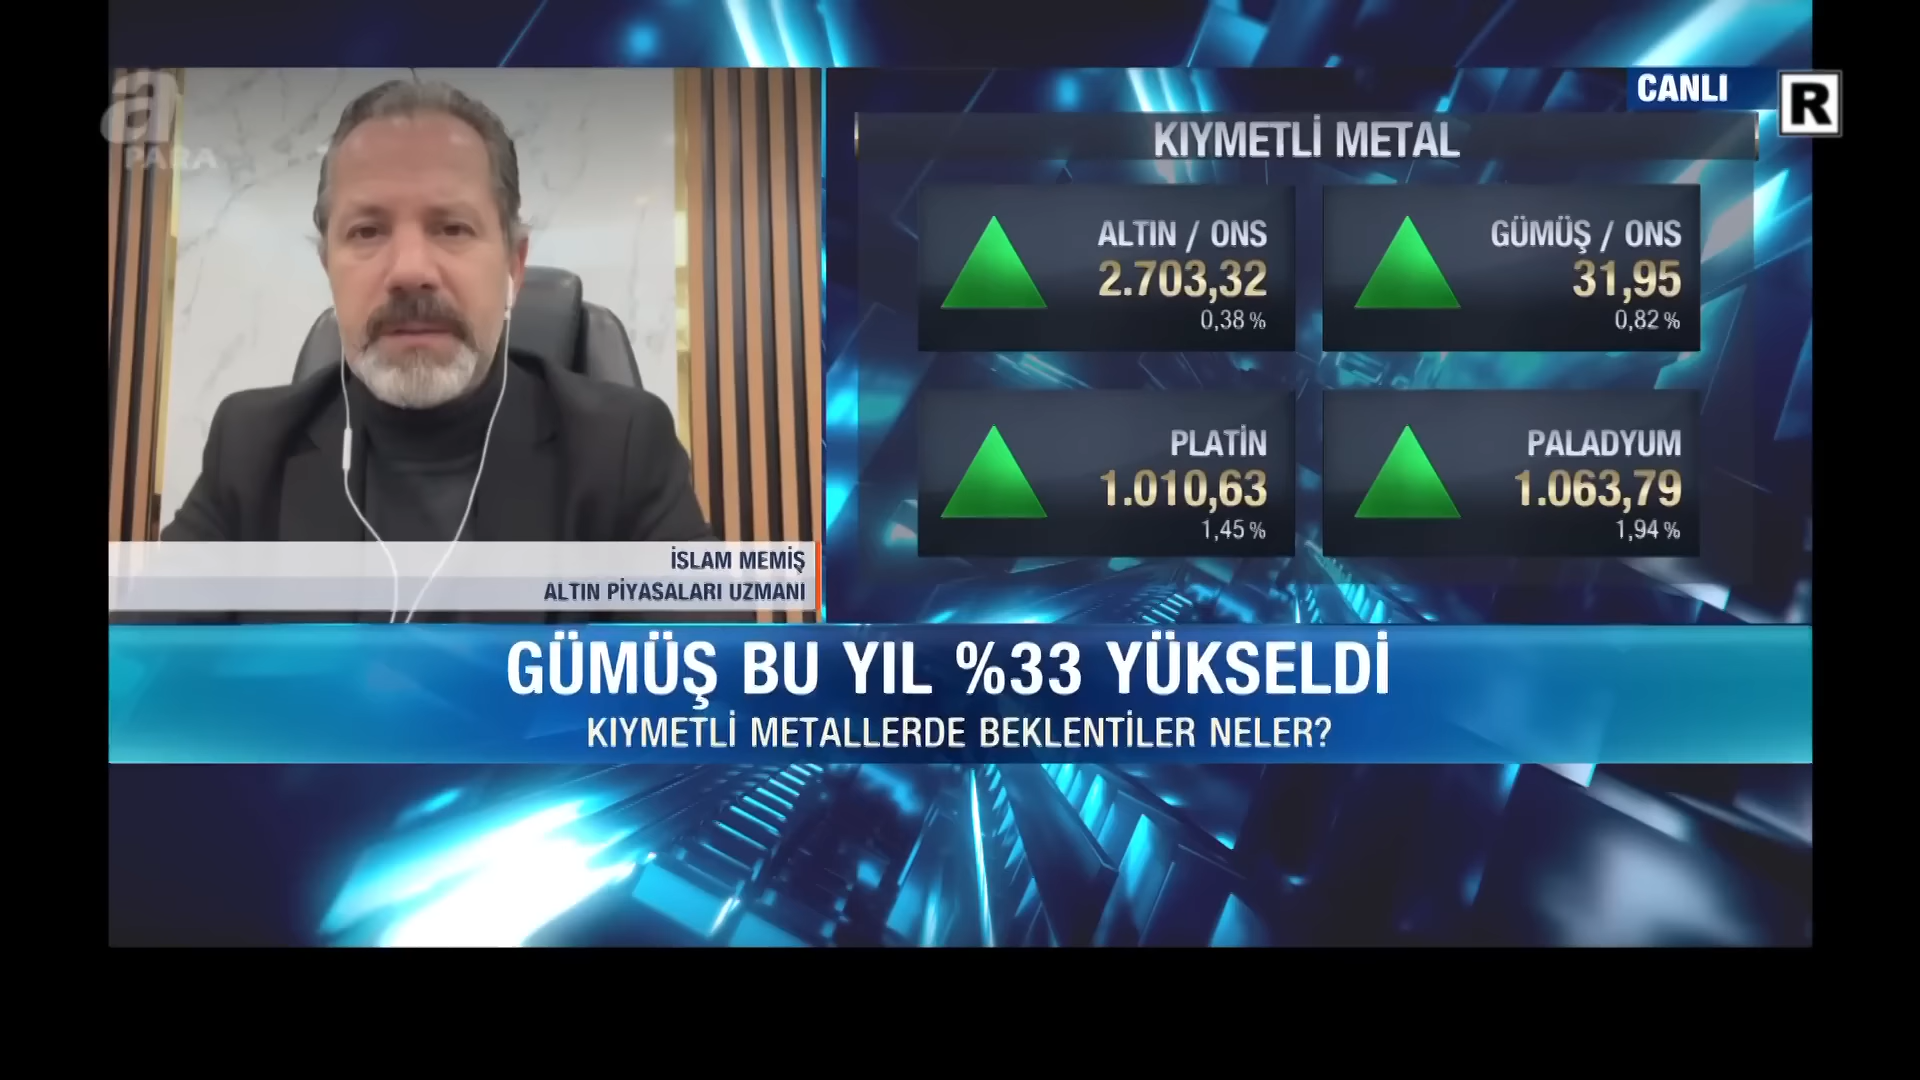 a
PARA
CANLI
R
KIYMETLİ METAL
ALTIN / ONS
2.703,32
0,38 %
GÜMÜŞ / ONS
31,95
0,82 %
PLATİN
1.010,63
1,45 %
PALADYUM
1.063,79
1,94 %
İSLAM MEMİŞ
ALTIN PİYASALARI UZMANI
GÜMÜŞ BU YIL %33 YÜKSELDİ
KIYMETLİ METALLERDE BEKLENTİLER NELER?